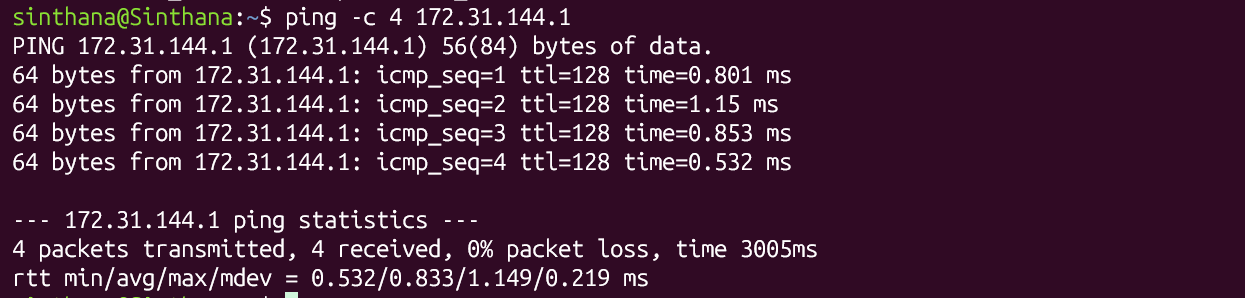 sinthana@Sinthana:~$ ping -c 4 172.31.144.1
PING 172.31.144.1 (172.31.144.1) 56(84) bytes of data.
64 bytes from 172.31.144.1: icmp_seq=1 ttl=128 time=0.801 ms
64 bytes from 172.31.144.1: icmp_seq=2 ttl=128 time=1.15 ms
64 bytes from 172.31.144.1: icmp_seq=3 ttl=128 time=0.853 ms
64 bytes from 172.31.144.1: icmp_seq=4 ttl=128 time=0.532 ms
--- 172.31.144.1 ping statistics ---
4 packets transmitted, 4 received, 0% packet loss, time 3005ms
rtt min/avg/max/mdev = 0.532/0.833/1.149/0.219 ms